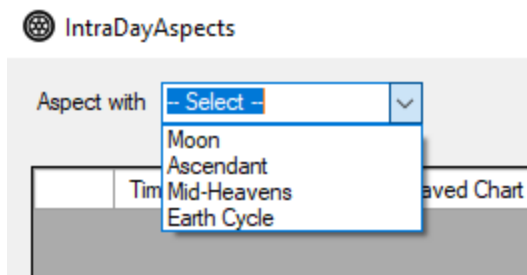 IntraDayAspects
Aspect with -- Select --
Moon
Ascendant
Mid-Heavens
Earth Cycle
Tim aved Chart